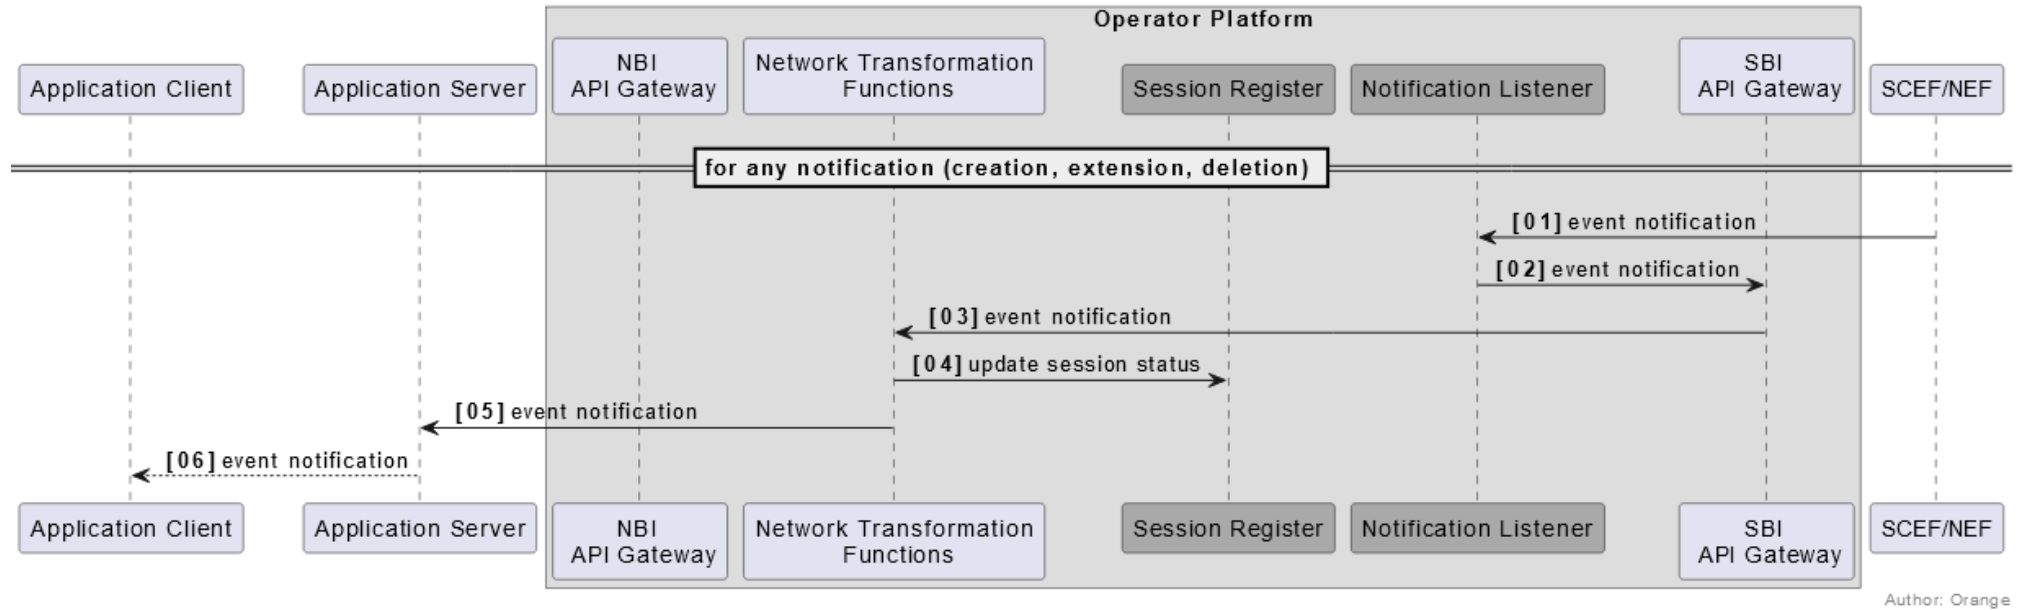 Operator Platform
Application Client
Application Server
NBI
API Gateway
Network Transformation
Functions
Session Register
Notification Listener
SBI
API Gateway
SCEF/NEF
for any notification (creation, extension, deletion)
[01] event notification
[02] event notification
[03] event notification
[04] update session status
[05] event notification
[06] event notification
Application Client
Application Server
NBI
API Gateway
Network Transformation
Functions
Session Register
Notification Listener
SBI
API Gateway
SCEF/NEF
Author: Orange